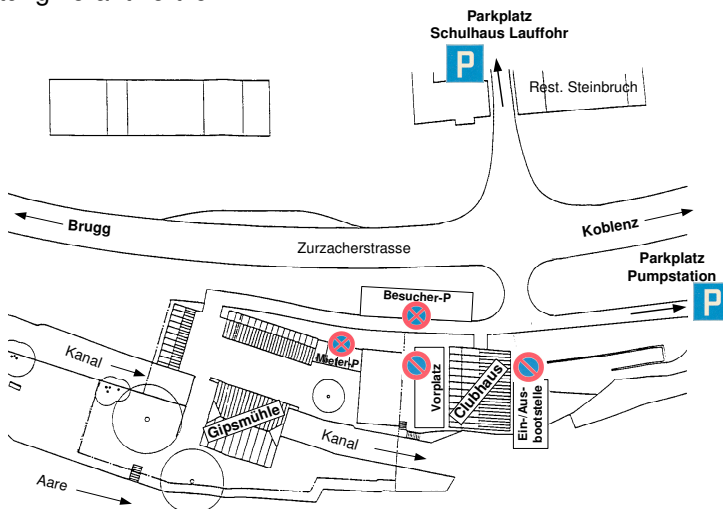 Parkplatz
Schulhaus Lauffohr
P
Rest. Steinbruch
Brugg
Koblenz
Zurzacherstrasse
Parkplatz
Pumpstation
P
Besucher-P
Kanal
Mieter-P
Vorplatz
Clubhaus
Ein-/Aus-
bootstelle
Gipsmühle
Kanal
Aare